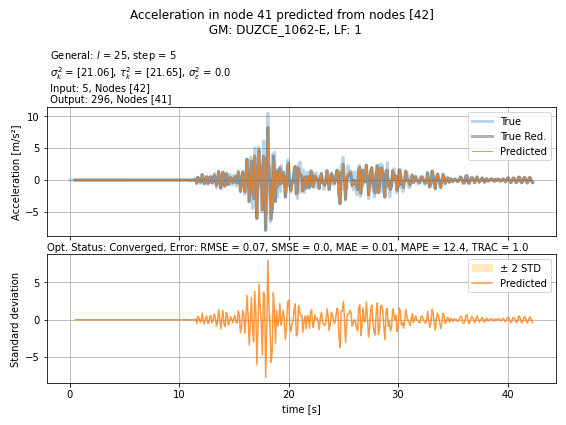 Acceleration in node 41 predicted from nodes [42]
GM: DUZCE_1062-E, LF: 1
General: l = 25, step = 5
σ²ₖ = [21.06], τ²ₖ = [21.65], σ²ε = 0.0
Input: 5, Nodes [42]
Output: 296, Nodes [41]
Acceleration [m/s²]
10
5
0
−5
True
True Red.
Predicted
Opt. Status: Converged, Error: RMSE = 0.07, SMSE = 0.0, MAE = 0.01, MAPE = 12.4, TRAC = 1.0
Standard deviation
5
0
−5
± 2 STD
Predicted
0 10 20 30 40
time [s]